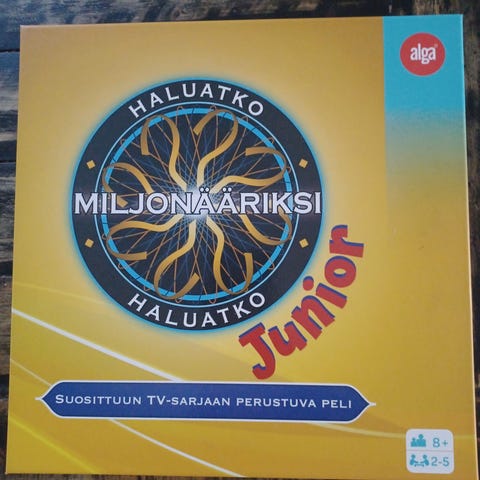 alga
HALUATKO
MILJONÄÄRIKSI
HALUATKO
Junior
SUOSITTUUN TV-SARJAAN PERUSTUVA PELI
8+
2-5